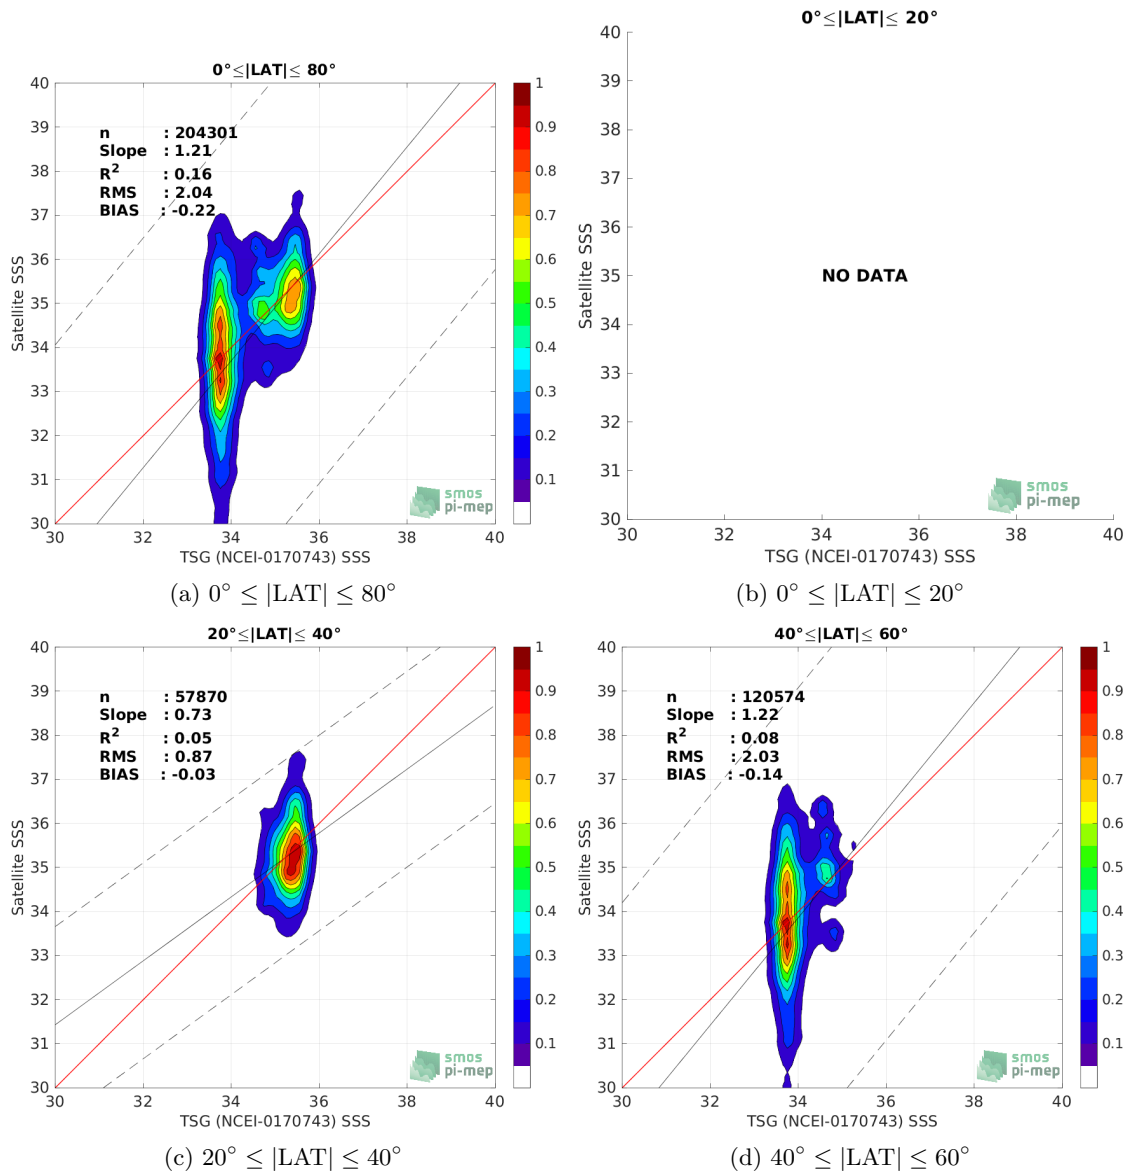 0°≤|LAT|≤ 80°
n : 204301
Slope : 1.21
R² : 0.16
RMS : 2.04
BIAS : -0.22
Satellite SSS
40
39
38
37
36
35
34
33
32
31
30
30 32 34 36 38 40
TSG (NCEI-0170743) SSS
1
0.9
0.8
0.7
0.6
0.5
0.4
0.3
0.2
0.1
smos
pi-mep
(a) 0° ≤ |LAT| ≤ 80°
0°≤|LAT|≤ 20°
NO DATA
Satellite SSS
40
39
38
37
36
35
34
33
32
31
30
30 32 34 36 38 40
TSG (NCEI-0170743) SSS
smos
pi-mep
(b) 0° ≤ |LAT| ≤ 20°
20°≤|LAT|≤ 40°
n : 57870
Slope : 0.73
R² : 0.05
RMS : 0.87
BIAS : -0.03
Satellite SSS
40
39
38
37
36
35
34
33
32
31
30
30 32 34 36 38 40
TSG (NCEI-0170743) SSS
1
0.9
0.8
0.7
0.6
0.5
0.4
0.3
0.2
0.1
smos
pi-mep
(c) 20° ≤ |LAT| ≤ 40°
40°≤|LAT|≤ 60°
n : 120574
Slope : 1.22
R² : 0.08
RMS : 2.03
BIAS : -0.14
Satellite SSS
40
39
38
37
36
35
34
33
32
31
30
30 32 34 36 38 40
TSG (NCEI-0170743) SSS
1
0.9
0.8
0.7
0.6
0.5
0.4
0.3
0.2
0.1
smos
pi-mep
(d) 40° ≤ |LAT| ≤ 60°